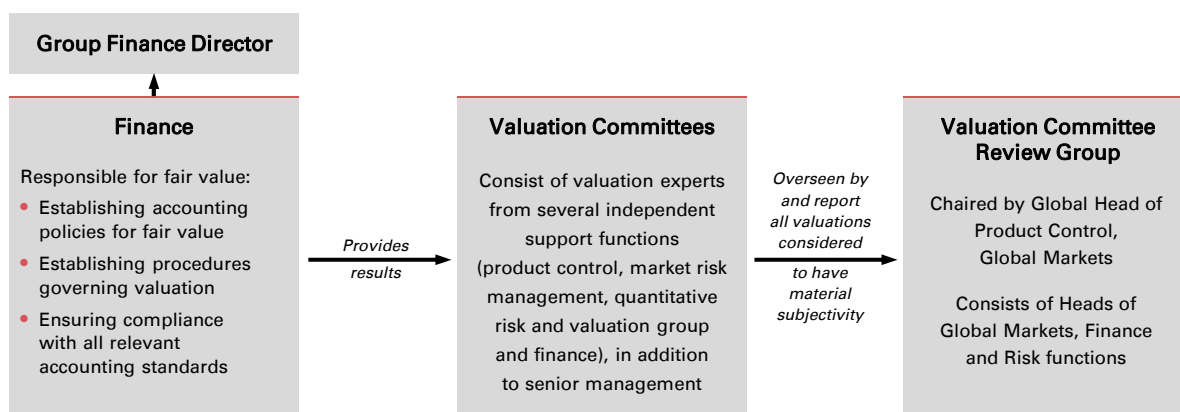 Group Finance Director
Finance
Responsible for fair value:
• Establishing accounting
policies for fair value
• Establishing procedures
governing valuation
• Ensuring compliance
with all relevant
accounting standards
Provides
results
Valuation Committees
Consist of valuation experts
from several independent
support functions
(product control, market risk
management, quantitative
risk and valuation group
and finance), in addition
to senior management
Overseen by
and report
all valuations
considered
to have
material
subjectivity
Valuation Committee
Review Group
Chaired by Global Head of
Product Control,
Global Markets
Consists of Heads of
Global Markets, Finance
and Risk functions